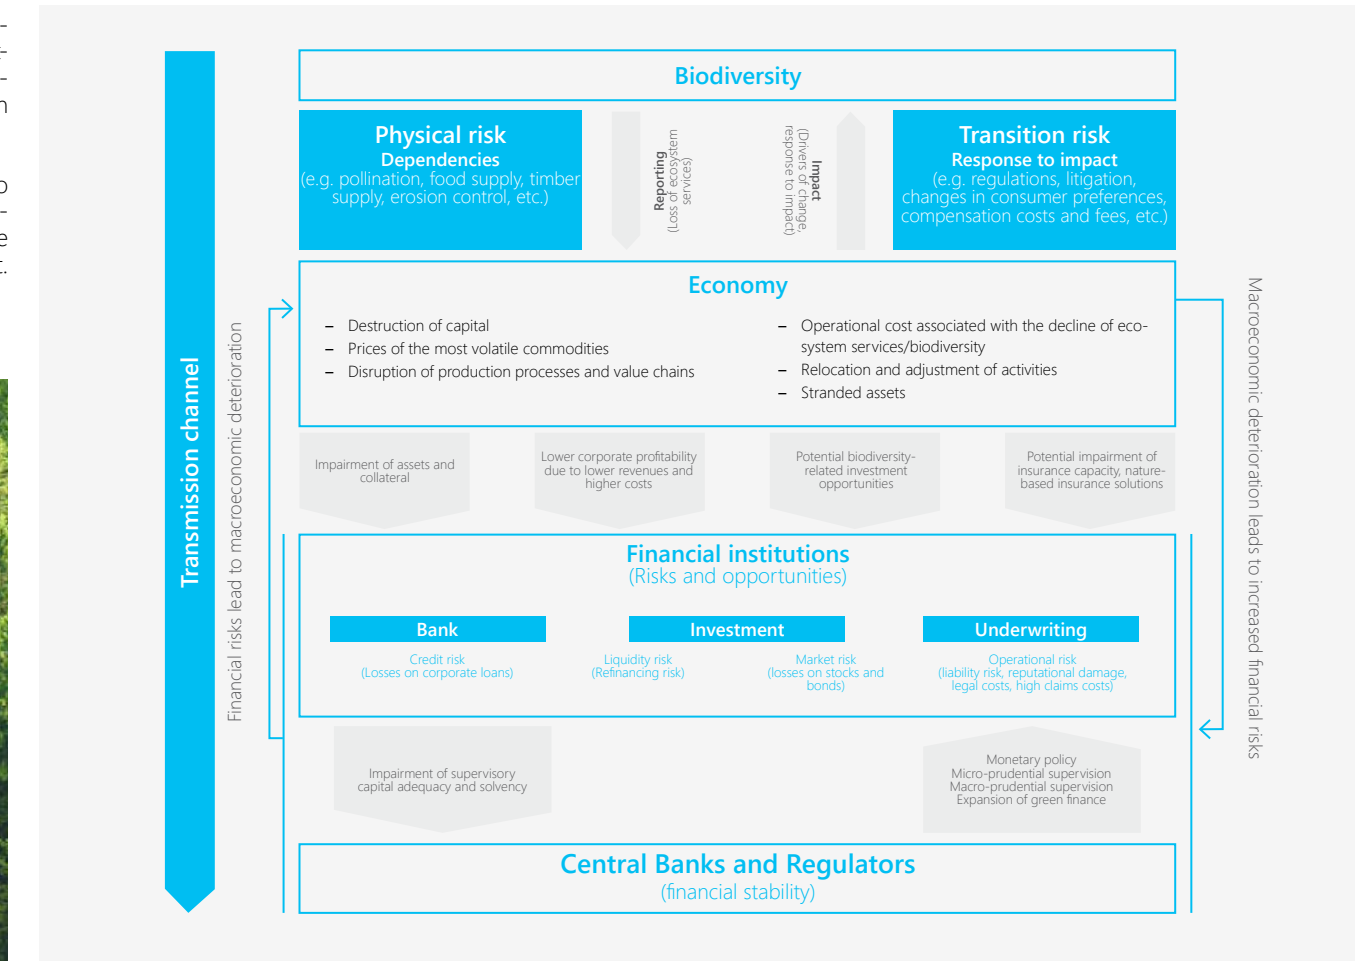 Biodiversity
Physical risk
Dependencies
(e.g. pollination, food supply, timber
supply, erosion control, etc.)
Reporting
(Loss of ecosystem
services)
Impact
(Drivers of change,
response to impact)
Transition risk
Response to impact
(e.g. regulations, litigation,
changes in consumer preferences,
compensation costs and fees, etc.)
Transmission channel
Financial risks lead to macroeconomic deterioration
Economy
– Destruction of capital
– Prices of the most volatile commodities
– Disruption of production processes and value chains
– Operational cost associated with the decline of eco-
system services/biodiversity
– Relocation and adjustment of activities
– Stranded assets
Macroeconomic deterioration leads to increased financial risks
Impairment of assets and
collateral
Lower corporate profitability
due to lower revenues and
higher costs
Potential biodiversity-
related investment
opportunities
Potential impairment of
insurance capacity, nature-
based insurance solutions
Financial institutions
(Risks and opportunities)
Bank
Investment
Underwriting
Credit risk
(Losses on corporate loans)
Liquidity risk
(Refinancing risk)
Market risk
(losses on stocks and
bonds)
Operational risk
(liability risk, reputational damage,
legal costs, high claims costs)
Impairment of supervisory
capital adequacy and solvency
Monetary policy
Micro-prudential supervision
Macro-prudential supervision
Expansion of green finance
Central Banks and Regulators
(financial stability)